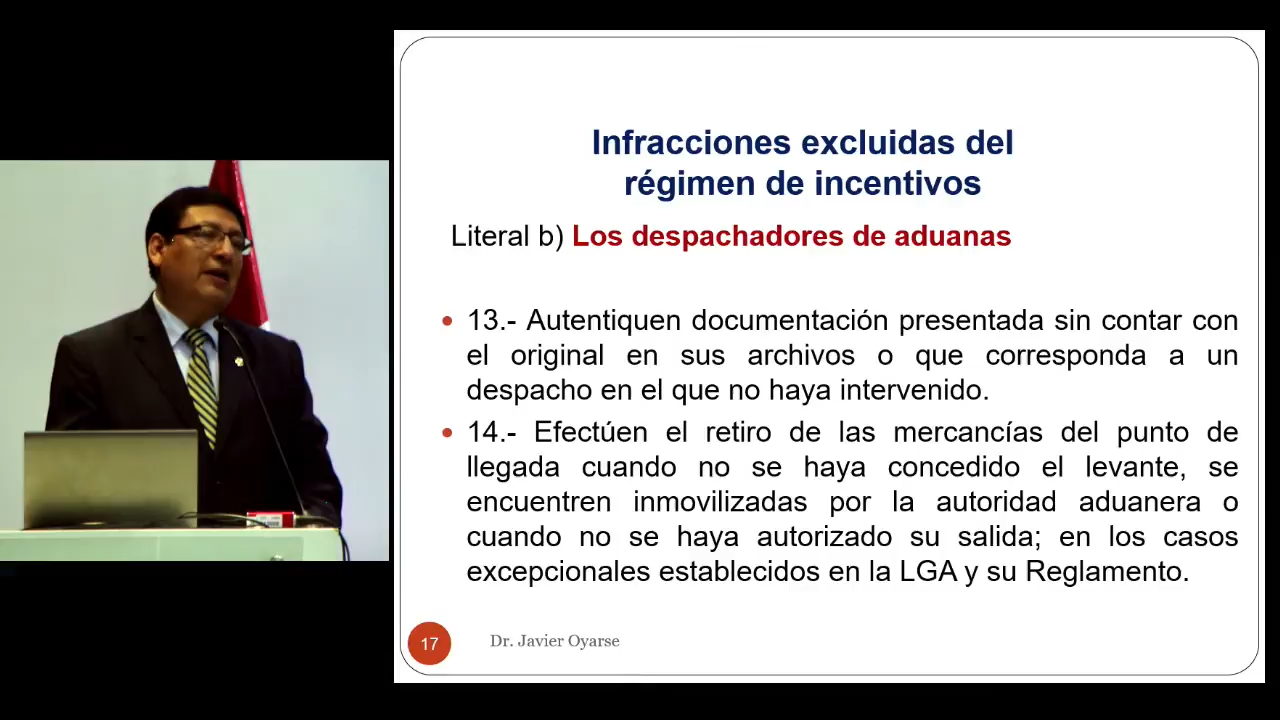 Infracciones excluidas del
régimen de incentivos
Literal b) Los despachadores de aduanas
• 13.- Autentiquen documentación presentada sin contar con
el original en sus archivos o que corresponda a un
despacho en el que no haya intervenido.
• 14.- Efectúen el retiro de las mercancías del punto de
llegada cuando no se haya concedido el levante, se
encuentren inmovilizadas por la autoridad aduanera o
cuando no se haya autorizado su salida; en los casos
excepcionales establecidos en la LGA y su Reglamento.
17
Dr. Javier Oyarse